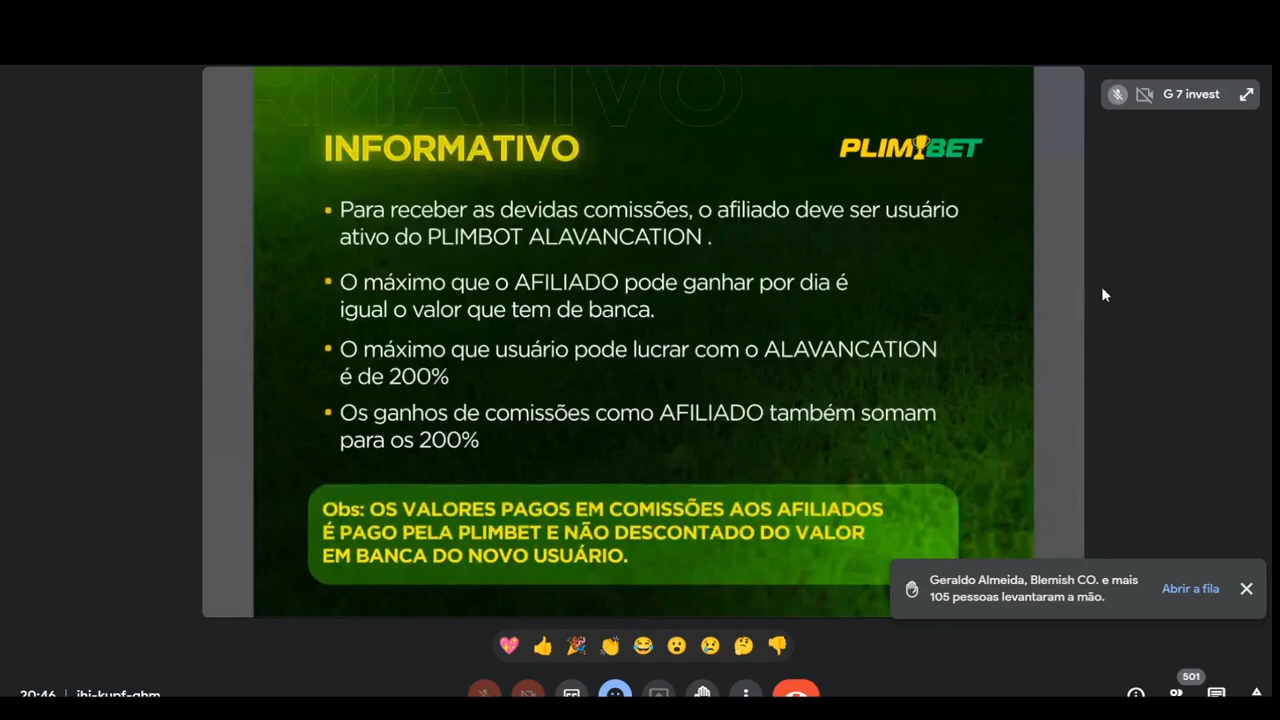 RMATIVO
G 7 invest
INFORMATIVO
PLIMBET
• Para receber as devidas comissões, o afiliado deve ser usuário
ativo do PLIMBOT ALAVANCATION .
• O máximo que o AFILIADO pode ganhar por dia é
igual o valor que tem de banca.
• O máximo que usuário pode lucrar com o ALAVANCATION
é de 200%
• Os ganhos de comissões como AFILIADO também somam
para os 200%
Obs: OS VALORES PAGOS EM COMISSÕES AOS AFILIADOS
É PAGO PELA PLIMBET E NÃO DESCONTADO DO VALOR
EM BANCA DO NOVO USUÁRIO.
Geraldo Almeida, Blemish CO. e mais
105 pessoas levantaram a mão.
Abrir a fila
501
20:46